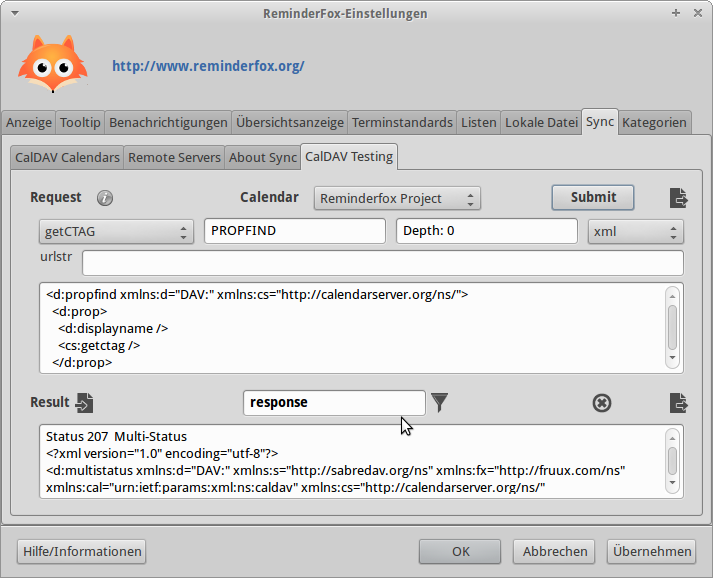 ReminderFox-Einstellungen
http://www.reminderfox.org/
Anzeige Tooltip Benachrichtigungen Übersichtsanzeige Terminstandards Listen Lokale Datei Sync Kategorien
CalDAV Calendars Remote Servers About Sync CalDAV Testing
Request Calendar Reminderfox Project Submit
getCTAG PROPFIND Depth: 0 xml
urlstr
<d:propfind xmlns:d="DAV:" xmlns:cs="http://calendarserver.org/ns/">
<d:prop>
<d:displayname />
<cs:getctag />
</d:prop>
Result response
Status 207 Multi-Status
<?xml version="1.0" encoding="utf-8"?>
<d:multistatus xmlns:d="DAV:" xmlns:s="http://sabredav.org/ns" xmlns:fx="http://fruux.com/ns"
xmlns:cal="urn:ietf:params:xml:ns:caldav" xmlns:cs="http://calendarserver.org/ns/"
Hilfe/Informationen OK Abbrechen Übernehmen